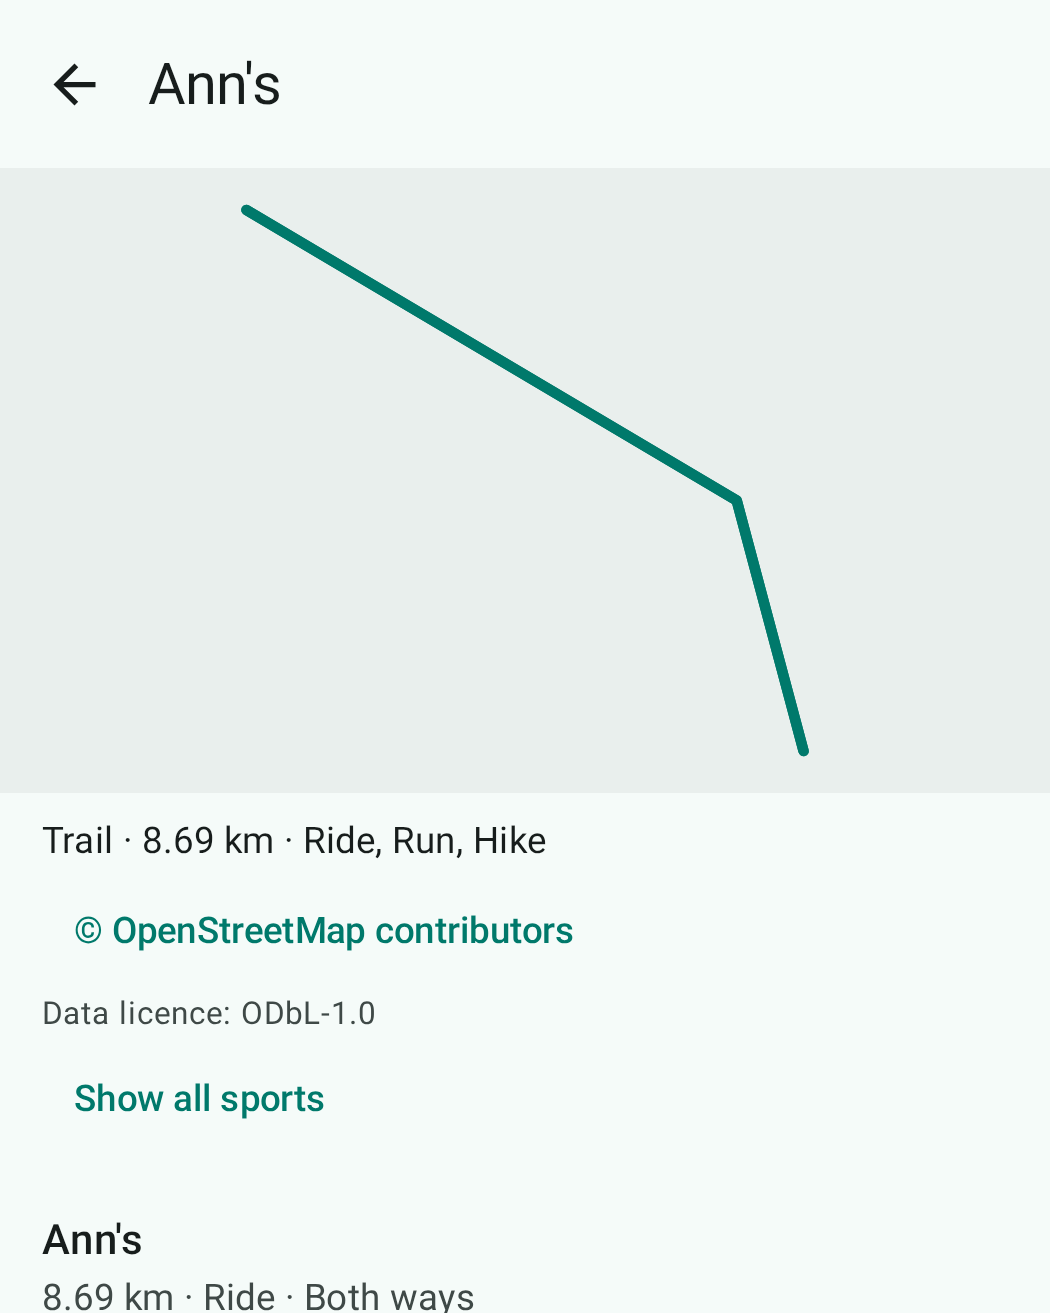 Ann's
Trail · 8.69 km · Ride, Run, Hike
© OpenStreetMap contributors
Data licence: ODbL-1.0
Show all sports
Ann's
8.69 km · Ride · Both ways